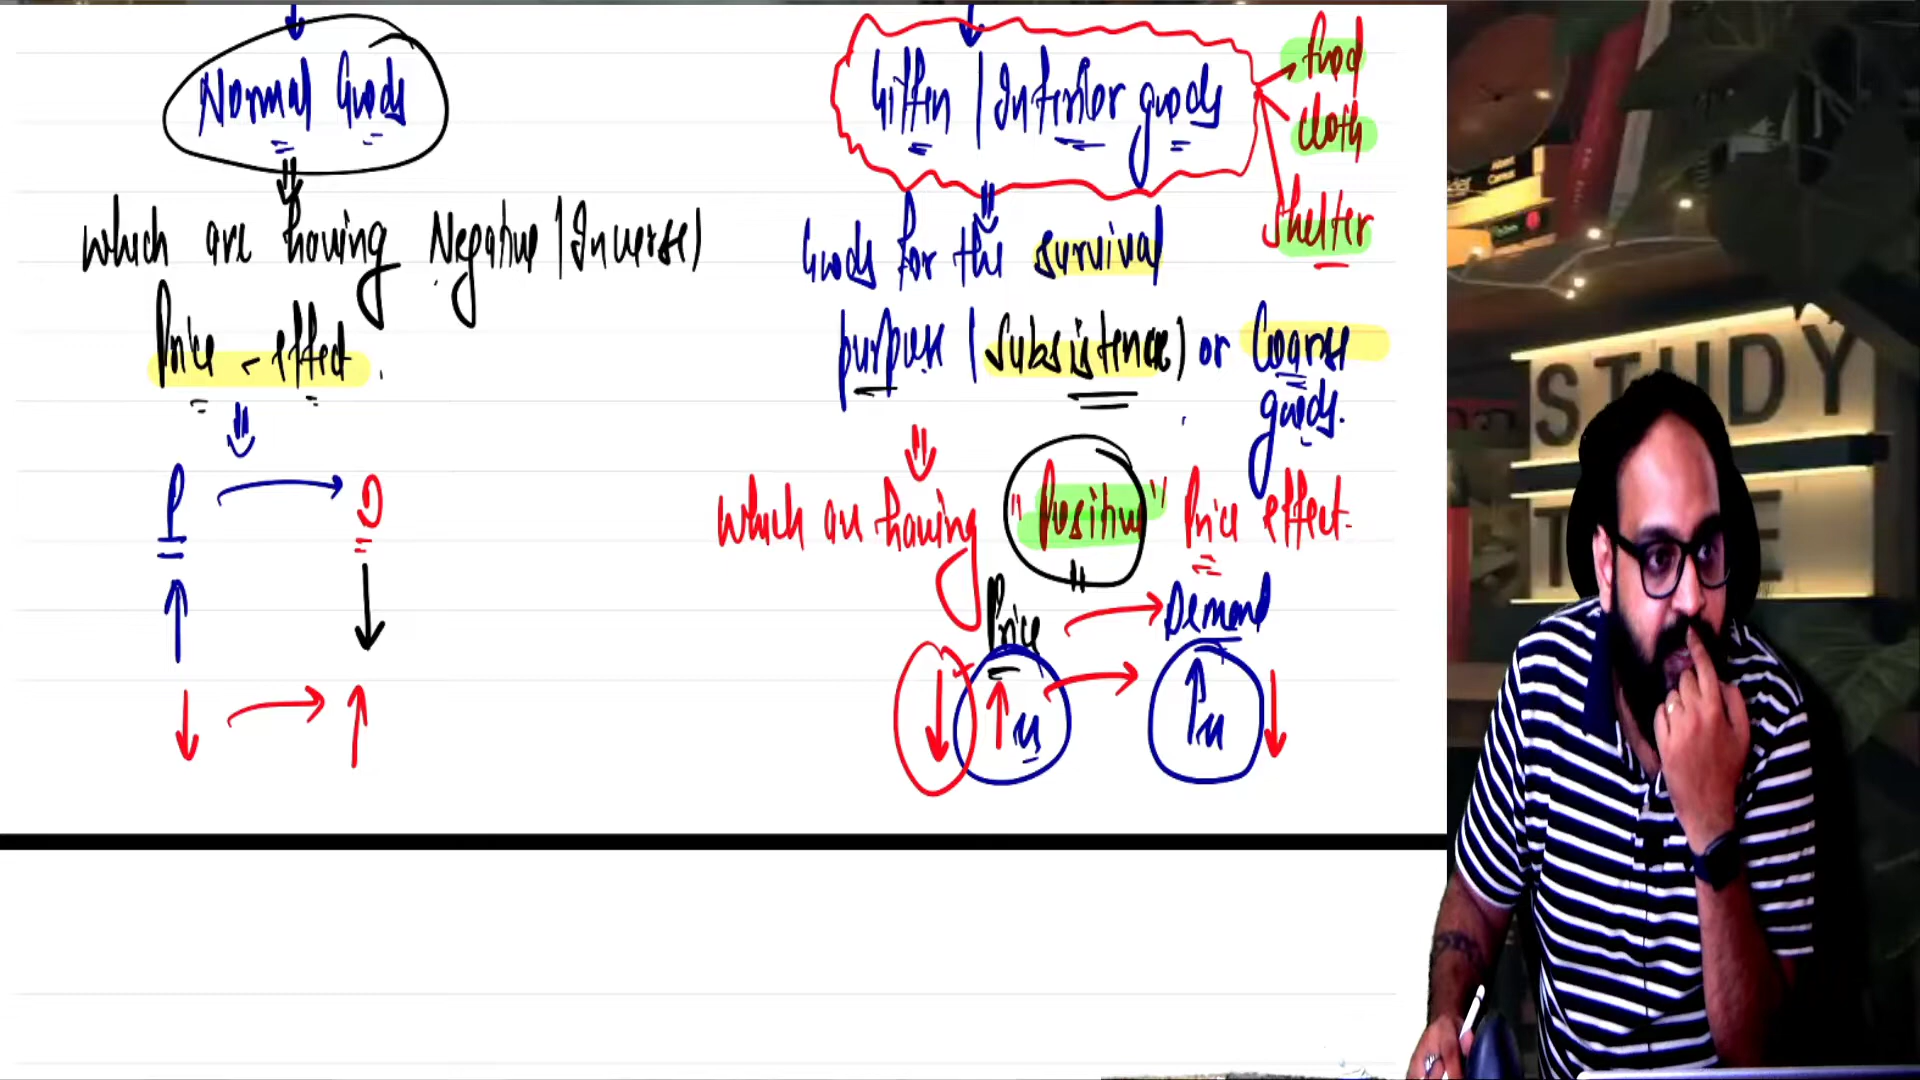 Normal Goods
which are having Negative (Inverse)
Price - effect.
P → D
↑ ↓
↓ → ↑
Giffen / Inferior goods
food
cloth
shelter
Goods for the survival
purpose (subsistence) or Coarse
goods.
which are having "Positive" Price effect.
Price → Demand
↓ ↑ → ↑ ↓
STUDY